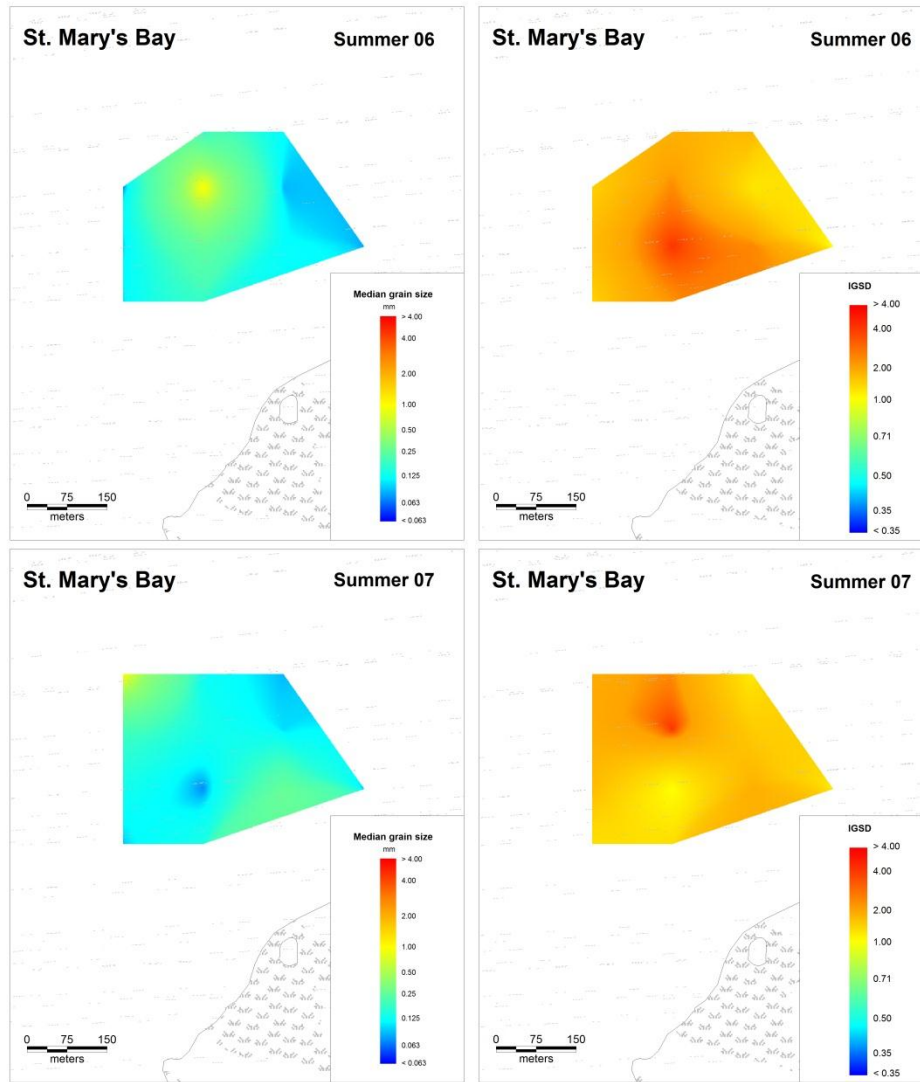 St. Mary's Bay Summer 06
Median grain size
mm
> 4.00
4.00
2.00
1.00
0.50
0.25
0.125
0.063
< 0.063
0 75 150
meters
St. Mary's Bay Summer 06
IGSD
> 4.00
4.00
2.00
1.00
0.71
0.50
0.35
< 0.35
0 75 150
meters
St. Mary's Bay Summer 07
Median grain size
mm
> 4.00
4.00
2.00
1.00
0.50
0.25
0.125
0.063
< 0.063
0 75 150
meters
St. Mary's Bay Summer 07
IGSD
> 4.00
4.00
2.00
1.00
0.71
0.50
0.35
< 0.35
0 75 150
meters